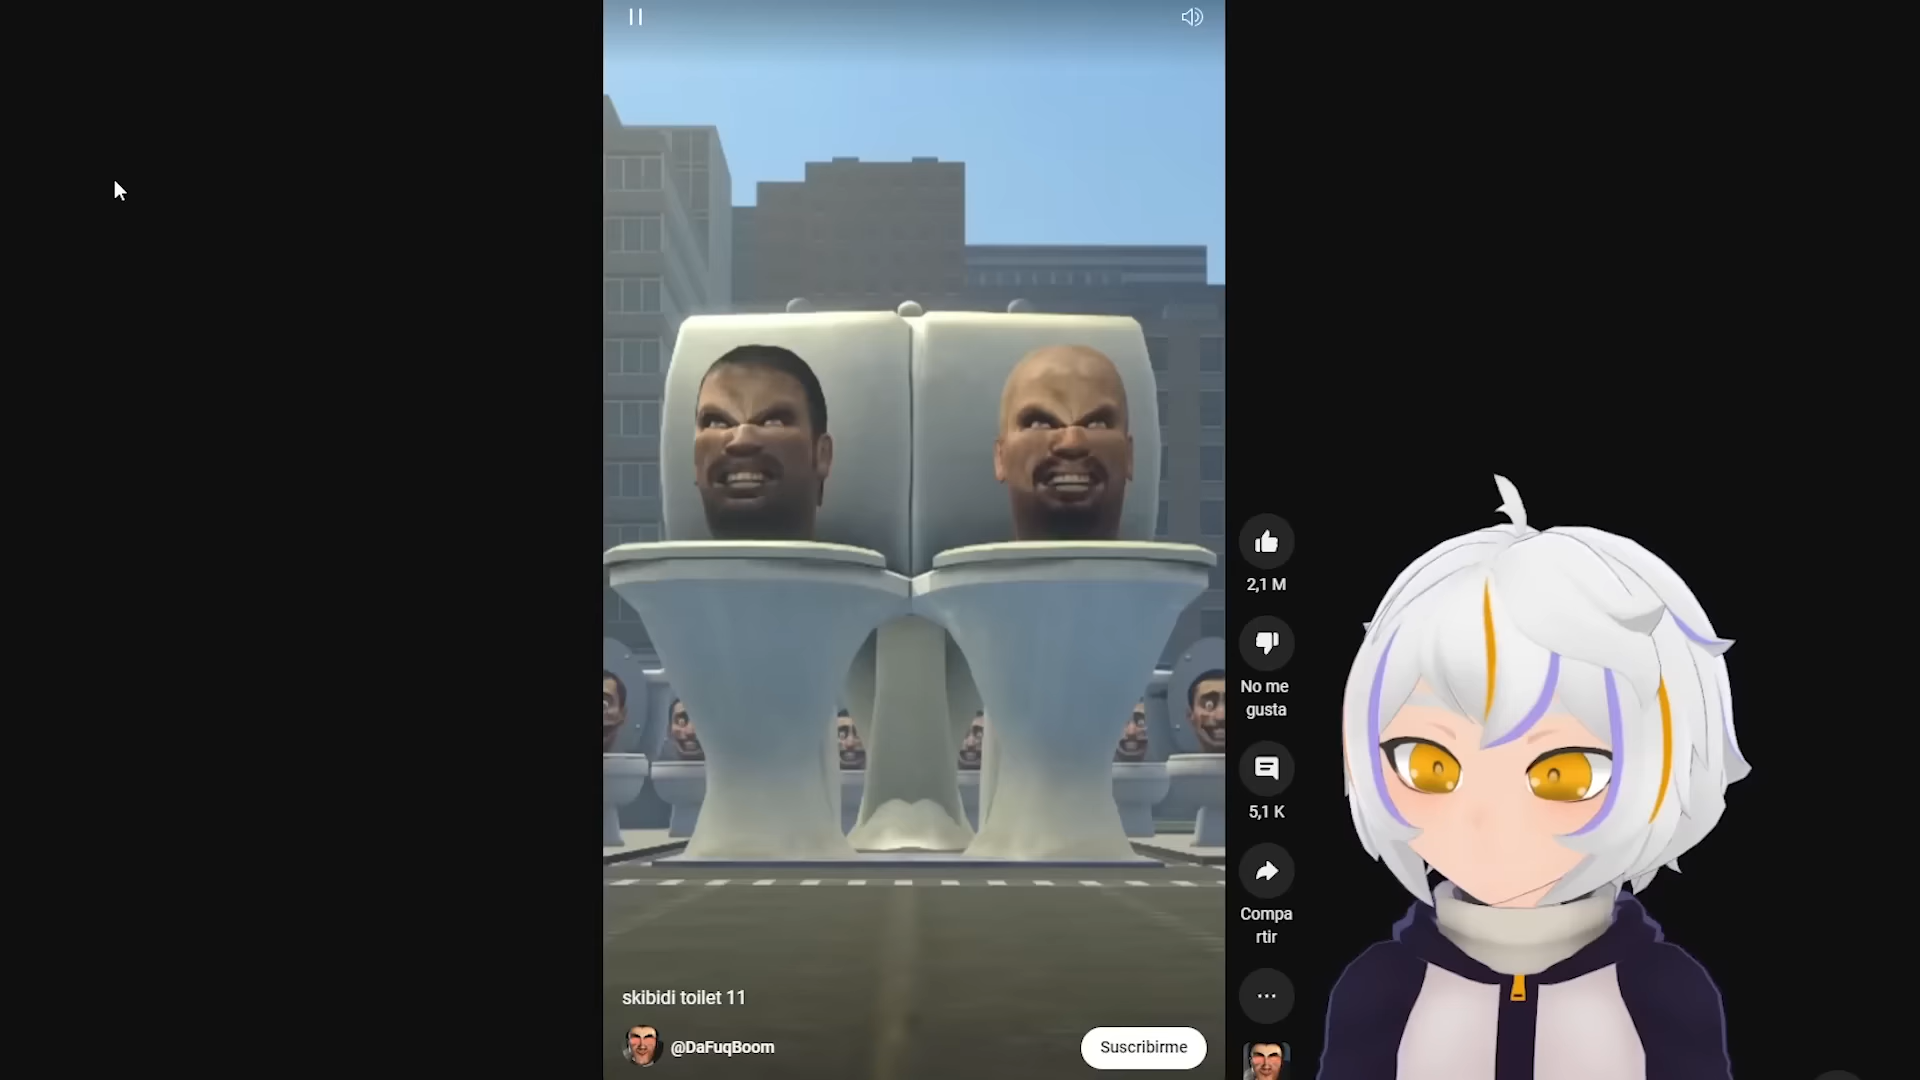 2,1 M
No me
gusta
5,1 K
Compa
rtir
skibidi toilet 11
@DaFuqBoom
Suscribirme